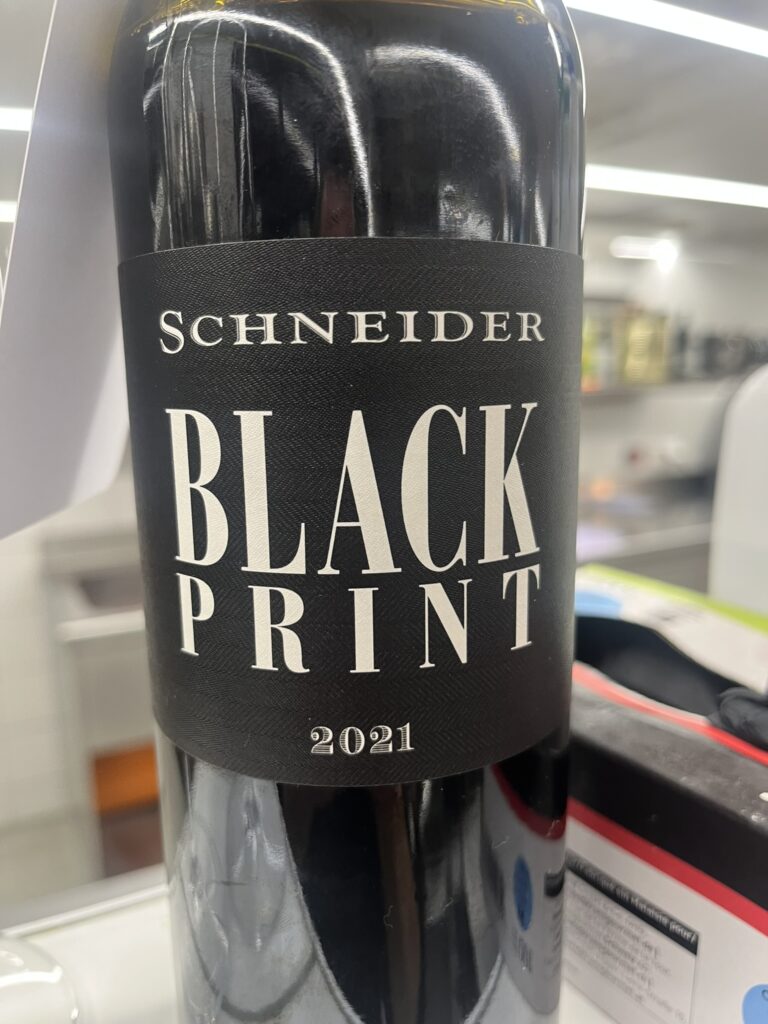 SCHNEIDER
BLACK
PRINT
2021